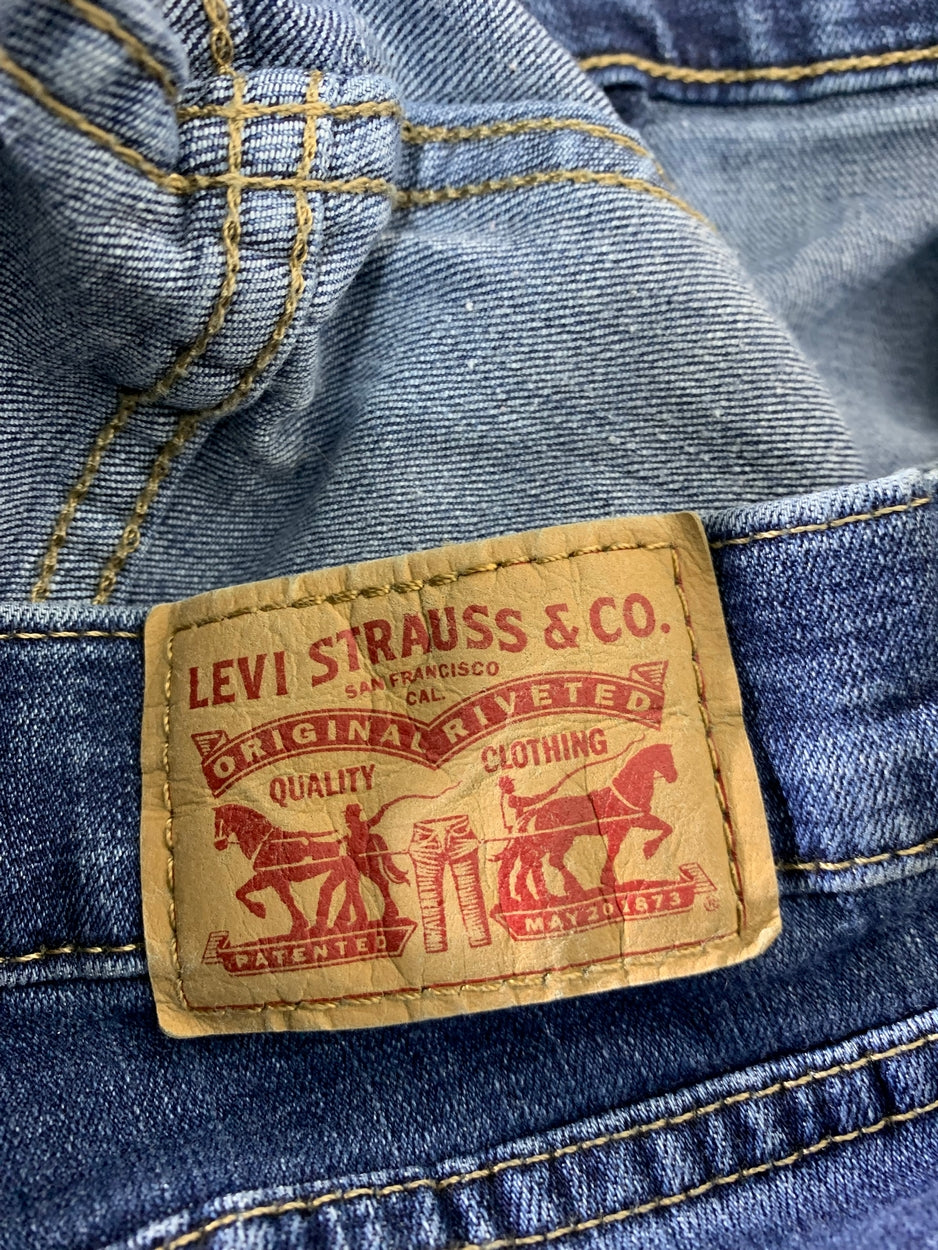 LEVI STRAUSS & CO.
SAN FRANCISCO
CAL.
ORIGINAL RIVETED
QUALITY CLOTHING
PATENTED MAY 20 1873 ®